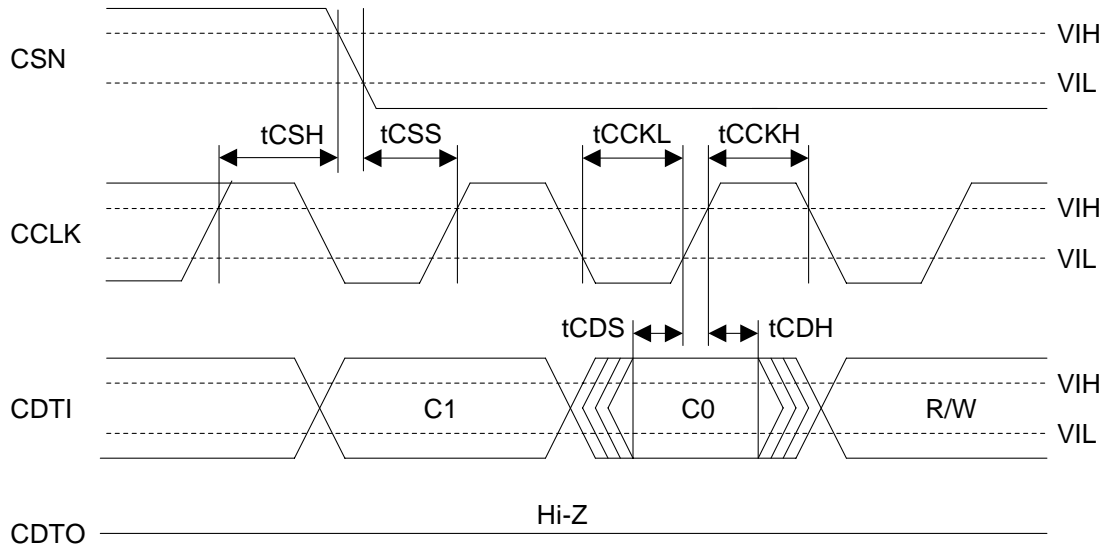 CSN
VIH
VIL
tCSH
tCSS
tCCKL
tCCKH
CCLK
VIH
VIL
tCDS
tCDH
CDTI
C1
C0
R/W
VIH
VIL
CDTO
Hi-Z